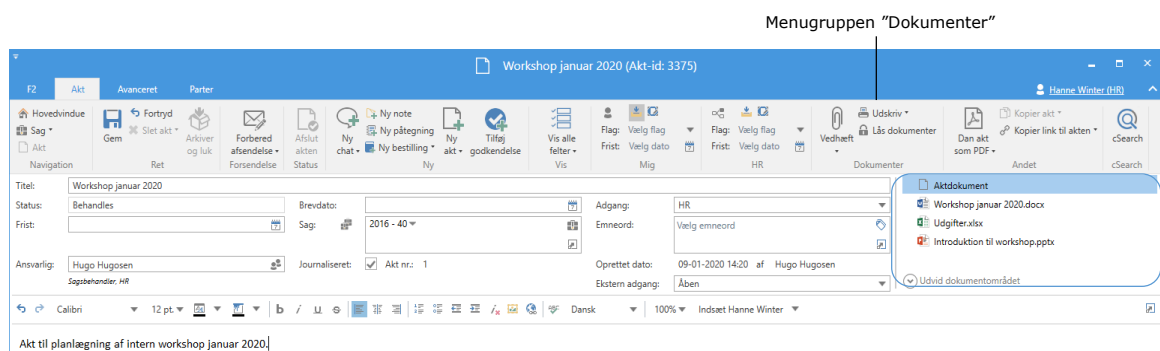 Menugruppen ”Dokumenter”
Workshop januar 2020 (Akt-id: 3375)
F2 Akt Avanceret Parter Hanne Winter (HR)
Hovedvindue Sag Akt Navigation
Gem Fortryd Slet akt Arkiver og luk Ret
Forbered afsendelse Forsendelse
Afslut akten Status
Ny chat Ny note Ny påtegning Ny bestilling Ny akt Tilføj godkendelse Ny
Vis alle felter Vis
Flag: Vælg flag Frist: Vælg dato Mig
Flag: Vælg flag Frist: Vælg dato HR
Vedhæft Udskriv Lås dokumenter Dokumenter
Dan akt som PDF Kopier akt Kopier link til akten Andet
cSearch cSearch
Titel: Workshop januar 2020
Status: Behandles Brevdato: Adgang: HR
Frist: Sag: 2016 - 40 Emneord: Vælg emneord
Ansvarlig: Hugo Hugosen Journaliseret: Akt nr.: 1 Oprettet dato: 09-01-2020 14:20 af Hugo Hugosen
Sagsbehandler, HR Ekstern adgang: Åben
Aktdokument
Workshop januar 2020.docx
Udgifter.xlsx
Introduktion til workshop.pptx
Udvid dokumentområdet
Calibri 12 pt. b i u Dansk 100% Indsæt Hanne Winter
Akt til planlægning af intern workshop januar 2020.